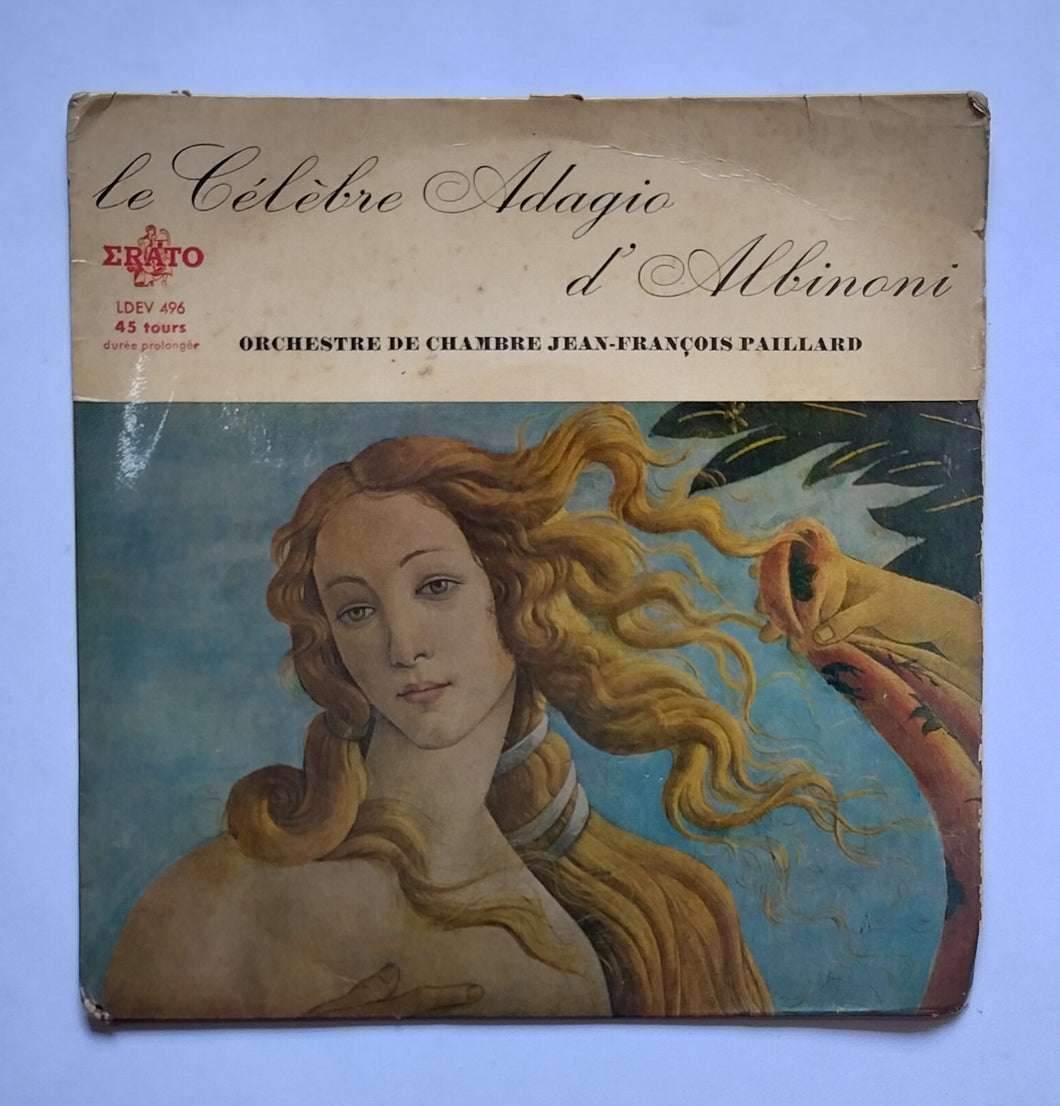 le Célèbre Adagio
d'Albinoni
ΣRATO
LDEV 496
45 tours
durée prolongée
ORCHESTRE DE CHAMBRE JEAN-FRANÇOIS PAILLARD